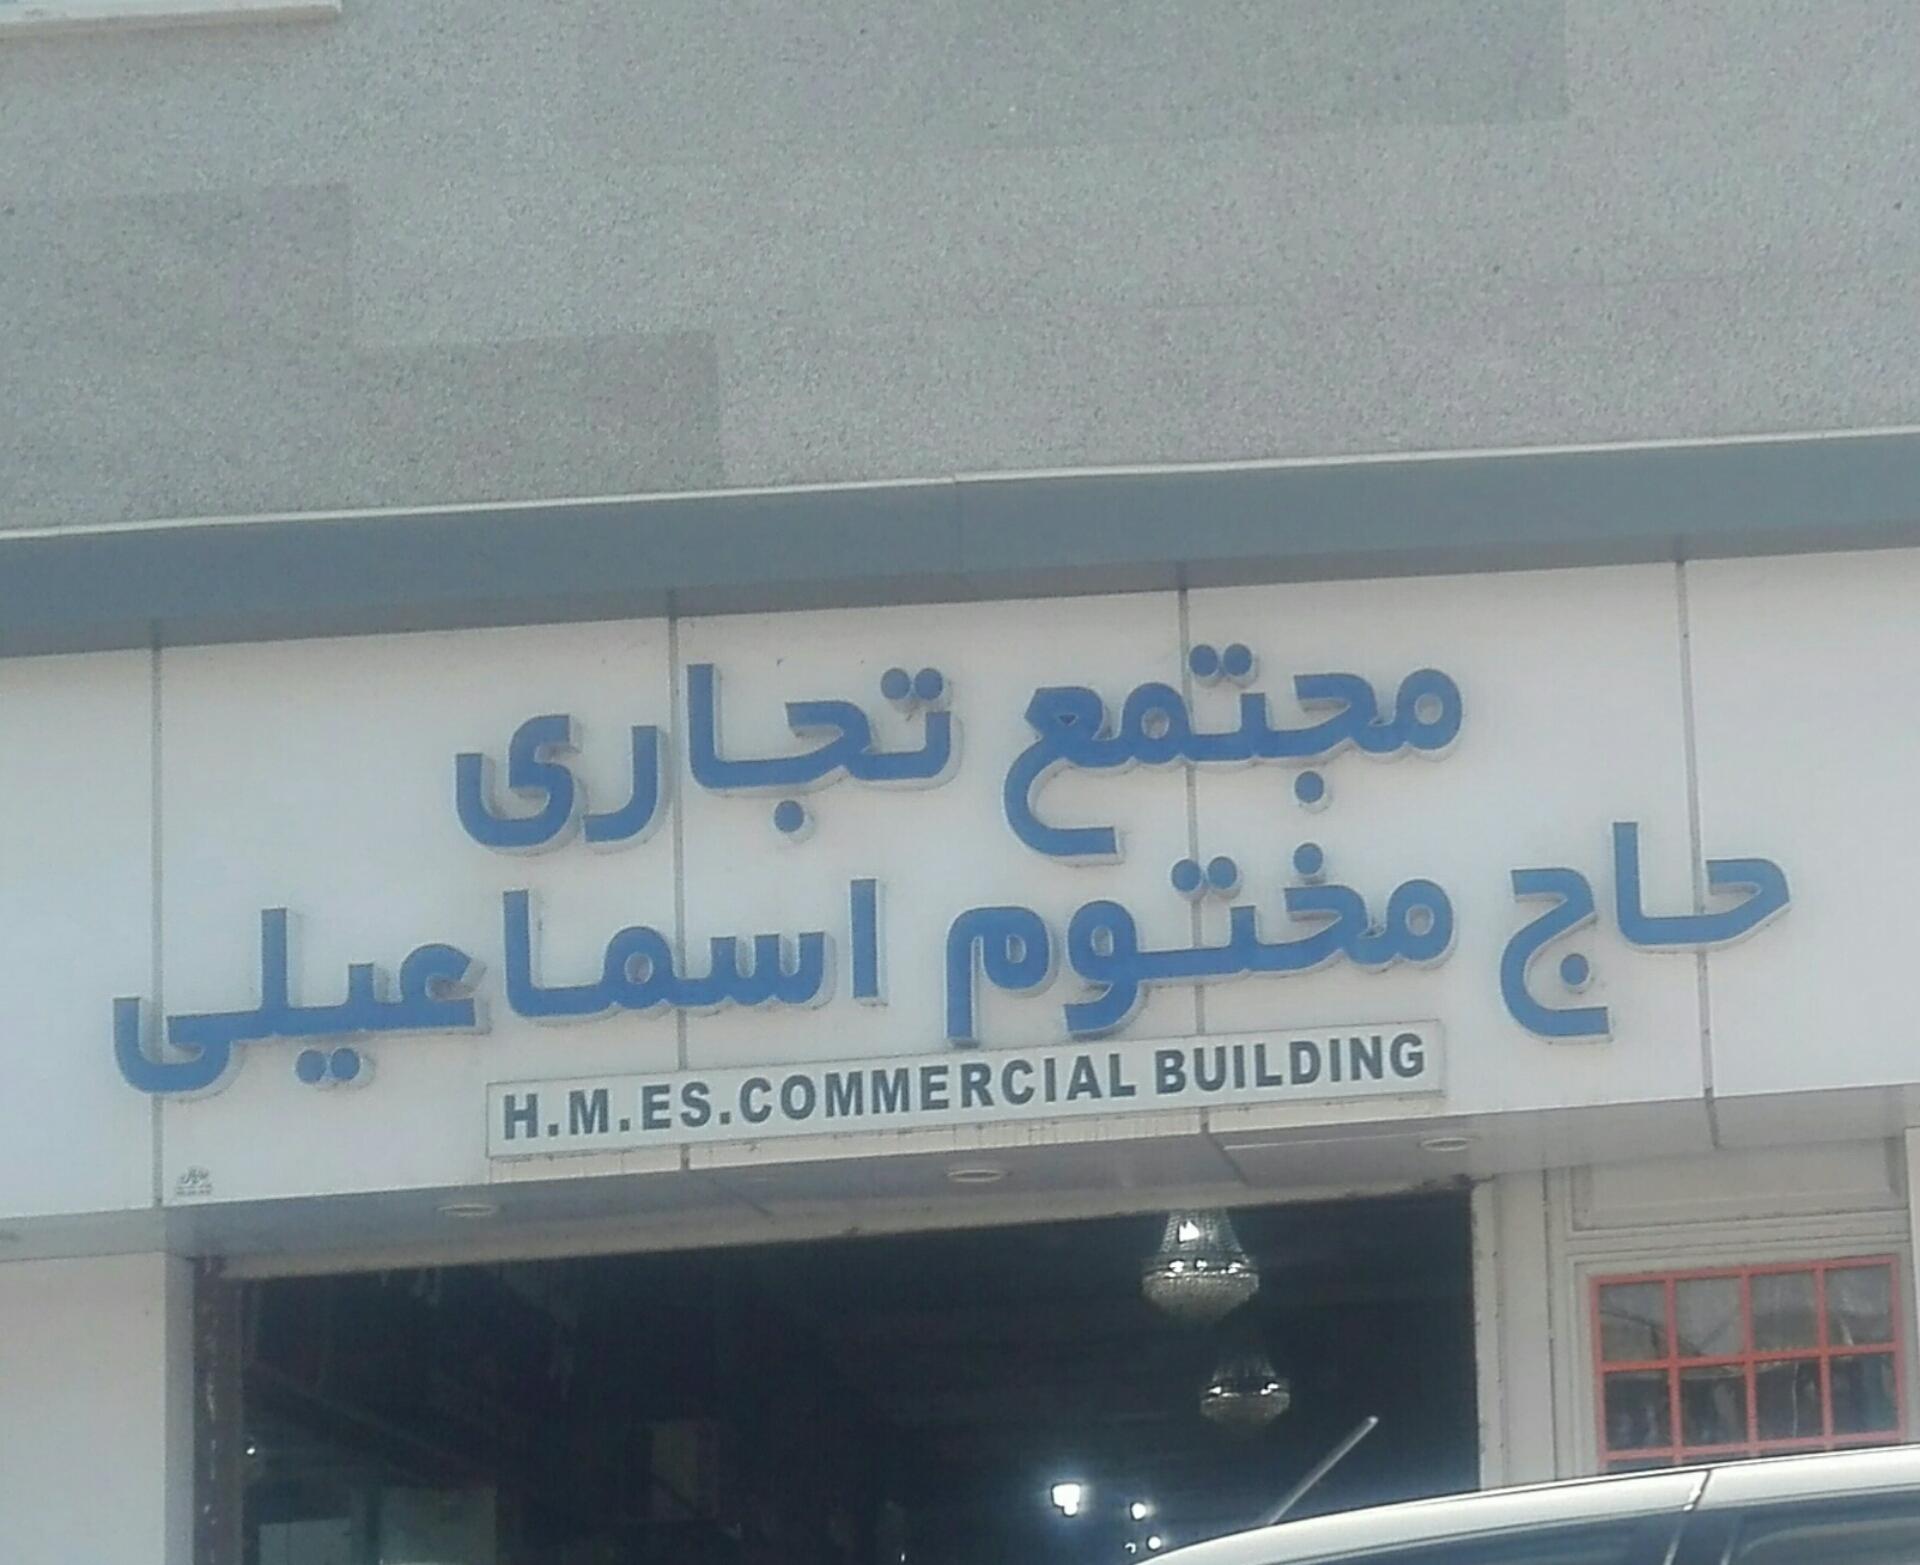 مجتمع تجاری
حاج مختوم اسماعیلی
H.M.ES.COMMERCIAL BUILDING